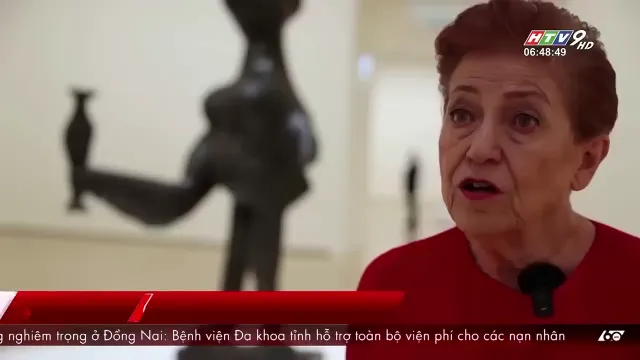 HTV9 HD
06:48:49
g nghiêm trọng ở Đồng Nai: Bệnh viện Đa khoa tỉnh hỗ trợ toàn bộ viện phí cho các nạn nhân